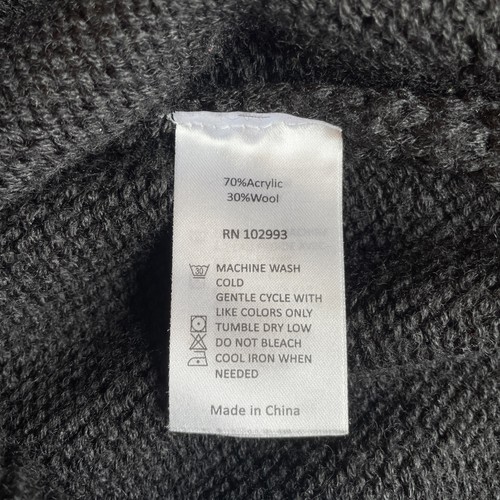 70%Acrylic
30%Wool
RN 102993
30
MACHINE WASH
COLD
GENTLE CYCLE WITH
LIKE COLORS ONLY
TUMBLE DRY LOW
DO NOT BLEACH
COOL IRON WHEN
NEEDED
Made in China